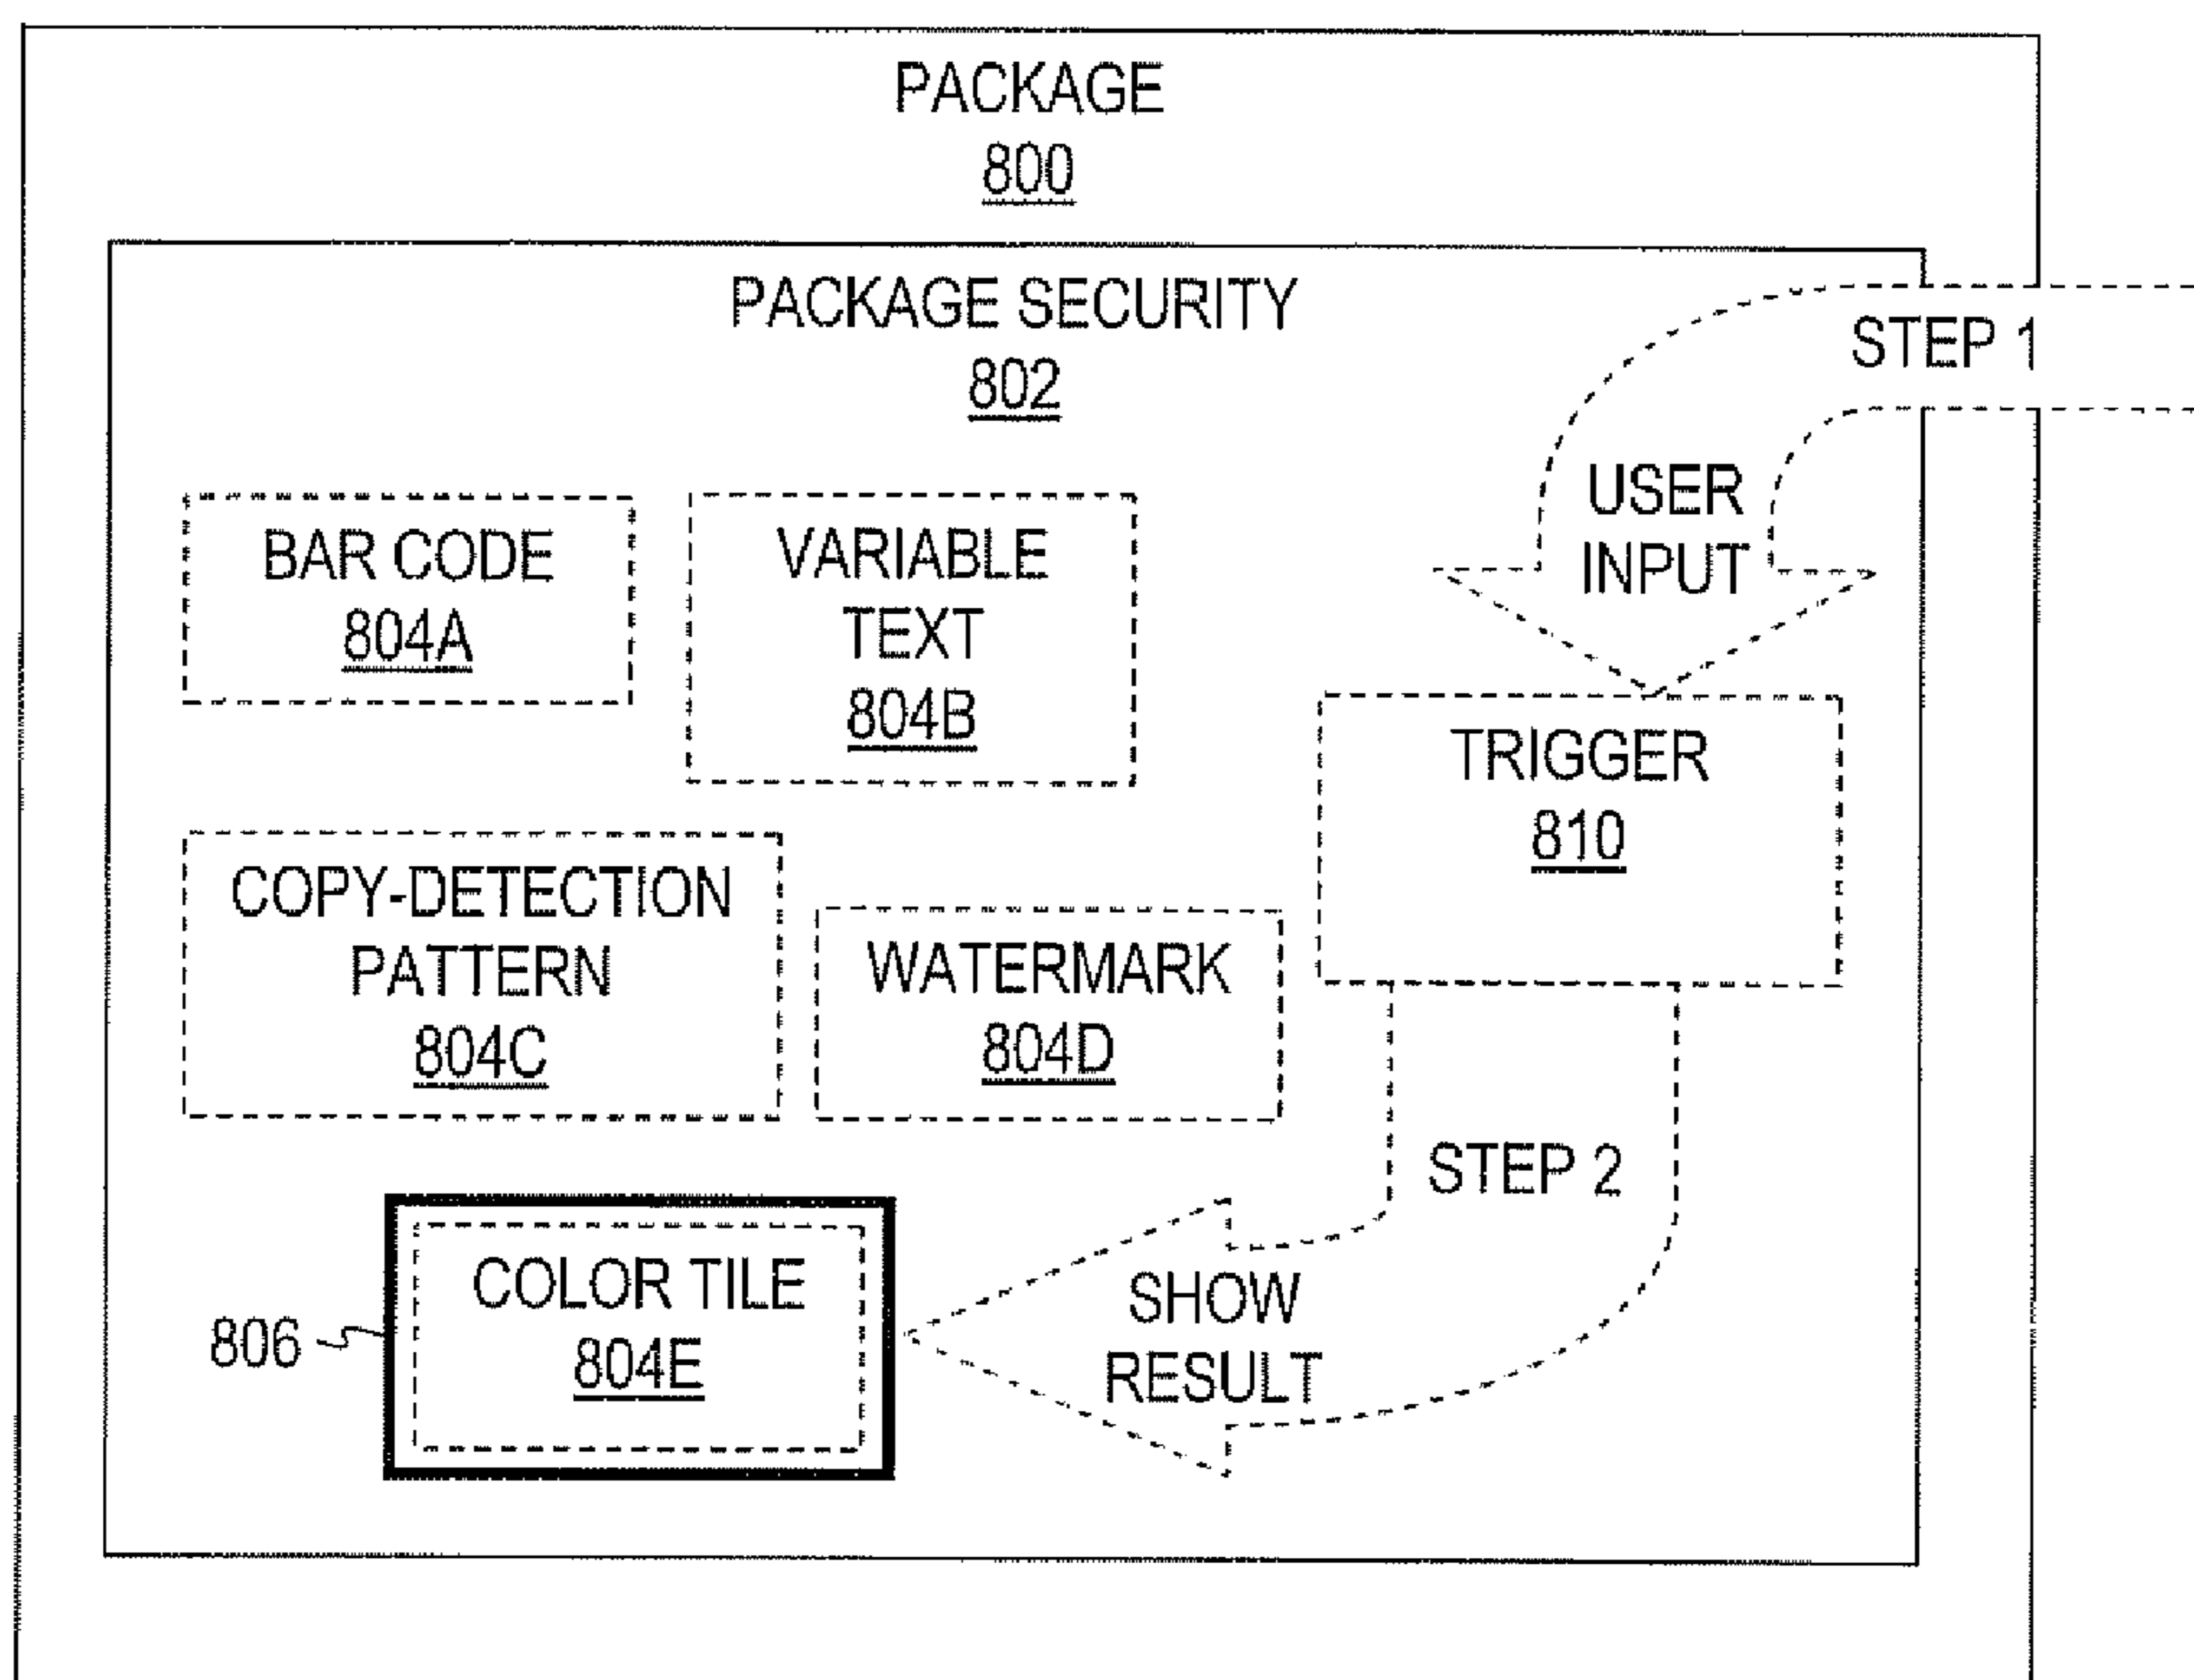 PACKAGE
800
PACKAGE SECURITY
802
STEP 1
USER
INPUT
BAR CODE
804A
VARIABLE
TEXT
804B
TRIGGER
810
COPY-DETECTION
PATTERN
804C
WATERMARK
804D
STEP 2
SHOW
RESULT
COLOR TILE
804E
806